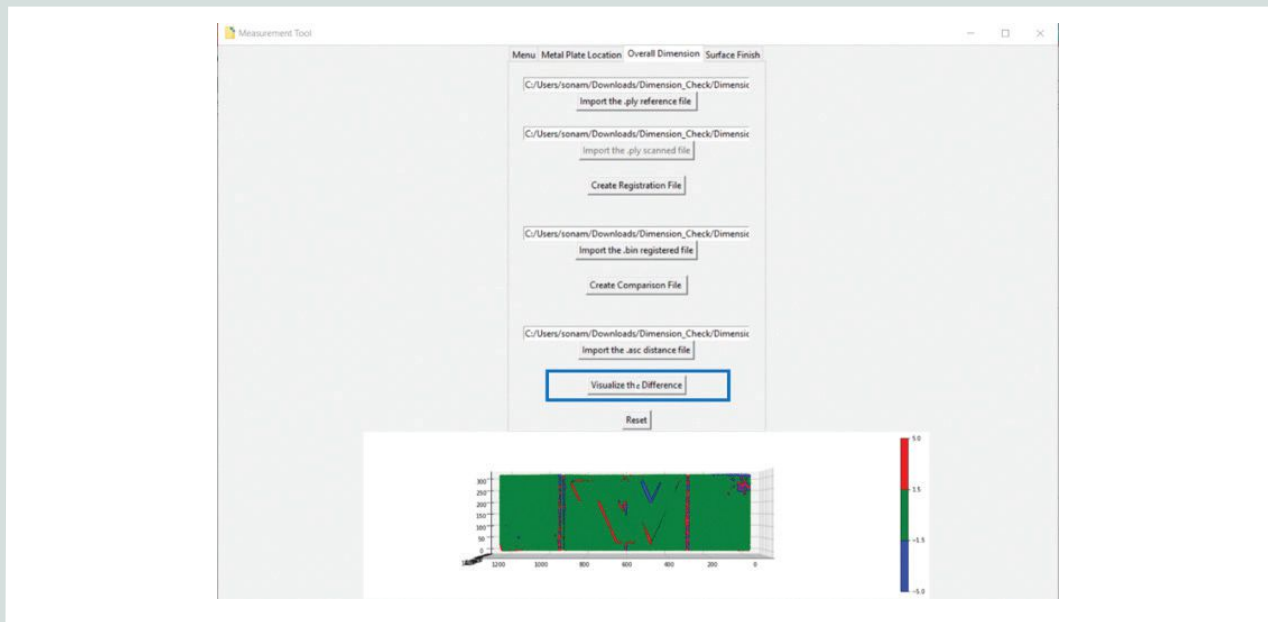 Measurement Tool
Menu Metal Plate Location Overall Dimension Surface Finish
C:/Users/sonam/Downloads/Dimension_Check/Dimensic
Import the .ply reference file
C:/Users/sonam/Downloads/Dimension_Check/Dimensic
Import the .ply scanned file
Create Registration File
C:/Users/sonam/Downloads/Dimension_Check/Dimensic
Import the .bin registered file
Create Comparison File
C:/Users/sonam/Downloads/Dimension_Check/Dimensic
Import the .asc distance file
Visualize the Difference
Reset
5.0
1.5
-1.5
-5.0
300
250
200
150
100
50
0
1200 1000 800 600 400 200 0